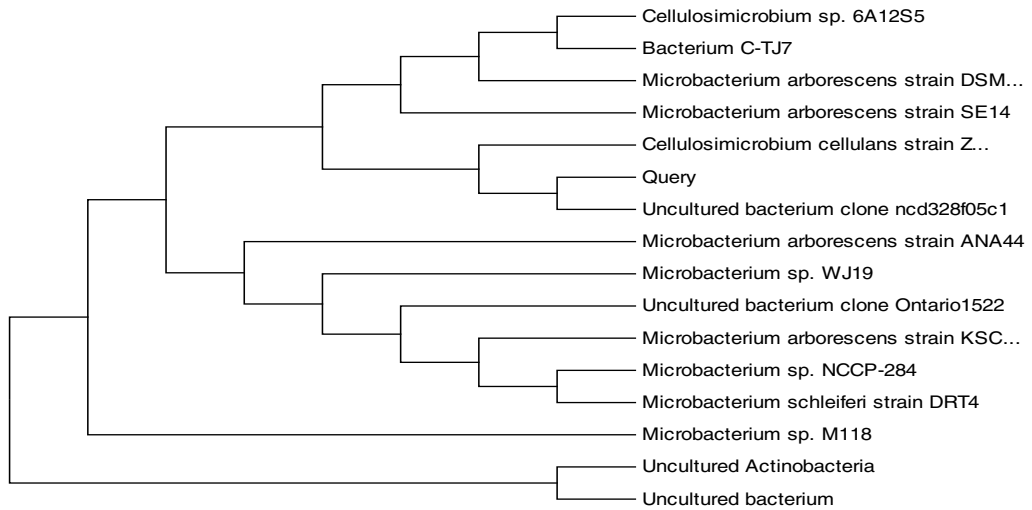 Cellulosimicrobium sp. 6A12S5
Bacterium C-TJ7
Microbacterium arborescens strain DSM...
Microbacterium arborescens strain SE14
Cellulosimicrobium cellulans strain Z...
Query
Uncultured bacterium clone ncd328f05c1
Microbacterium arborescens strain ANA44
Microbacterium sp. WJ19
Uncultured bacterium clone Ontario1522
Microbacterium arborescens strain KSC...
Microbacterium sp. NCCP-284
Microbacterium schleiferi strain DRT4
Microbacterium sp. M118
Uncultured Actinobacteria
Uncultured bacterium